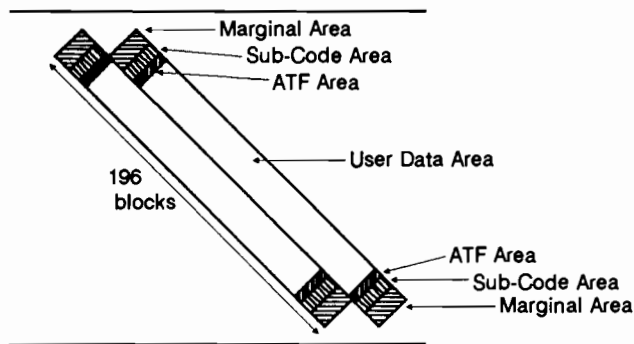 Marginal Area
Sub-Code Area
ATF Area
User Data Area
196
blocks
ATF Area
Sub-Code Area
Marginal Area